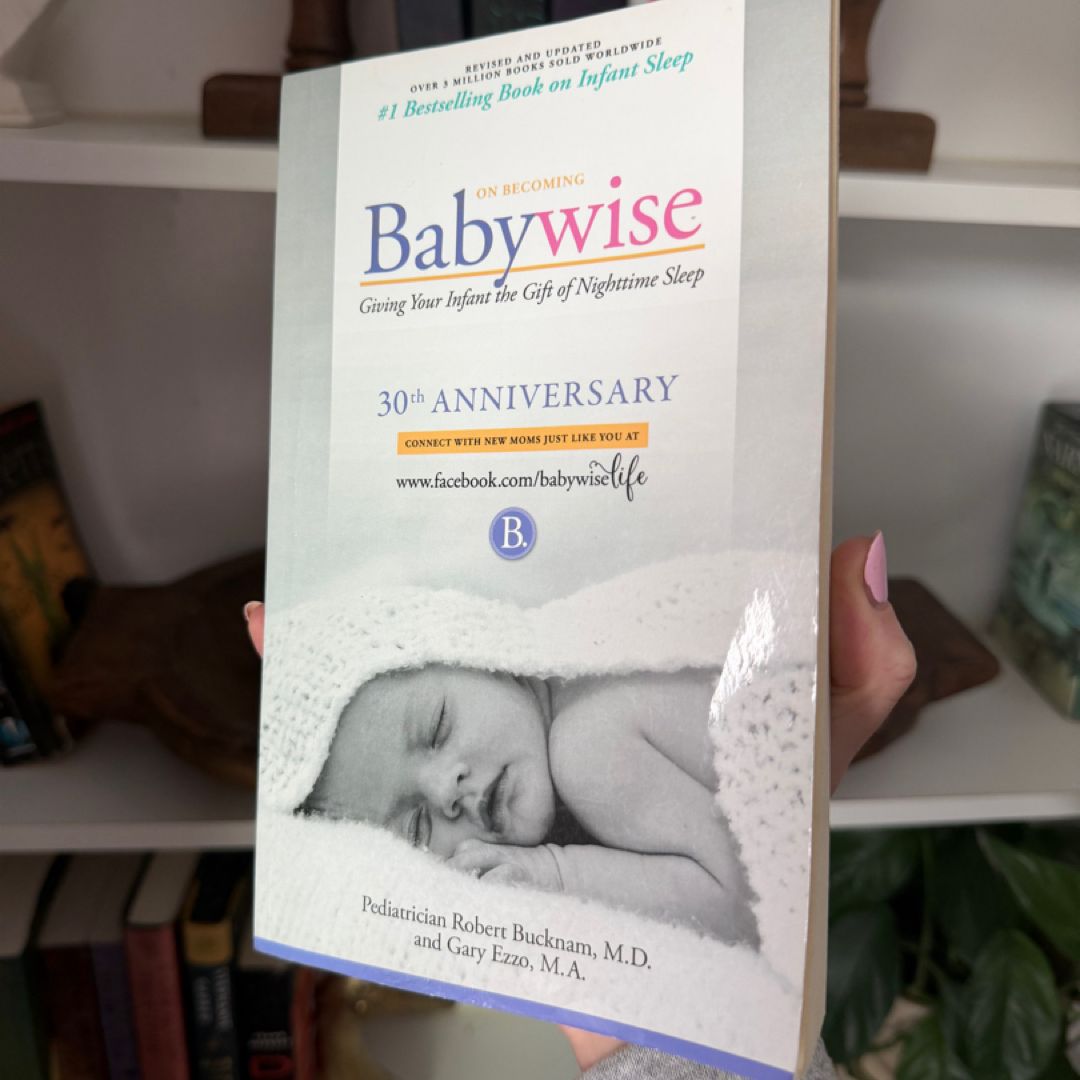 REVISED AND UPDATED
OVER 3 MILLION BOOKS SOLD WORLDWIDE
#1 Bestselling Book on Infant Sleep
ON BECOMING
Babywise
Giving Your Infant the Gift of Nighttime Sleep
30th ANNIVERSARY
CONNECT WITH NEW MOMS JUST LIKE YOU AT
www.facebook.com/babywiselife
B.
Pediatrician Robert Bucknam, M.D.
and Gary Ezzo, M.A.